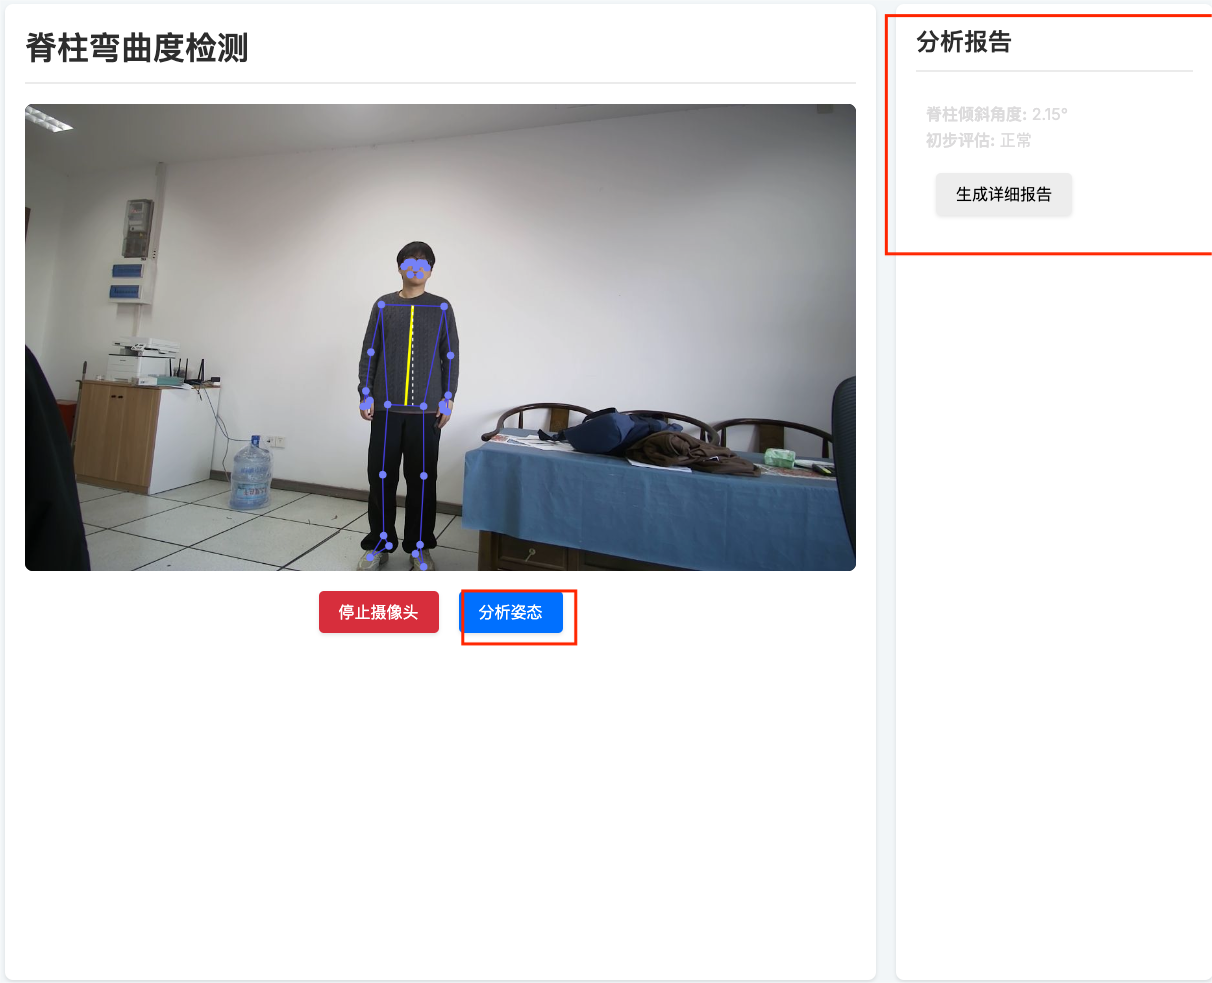 脊柱弯曲度检测
停止摄像头
分析姿态
分析报告
脊柱倾斜角度: 2.15°
初步评估: 正常
生成详细报告